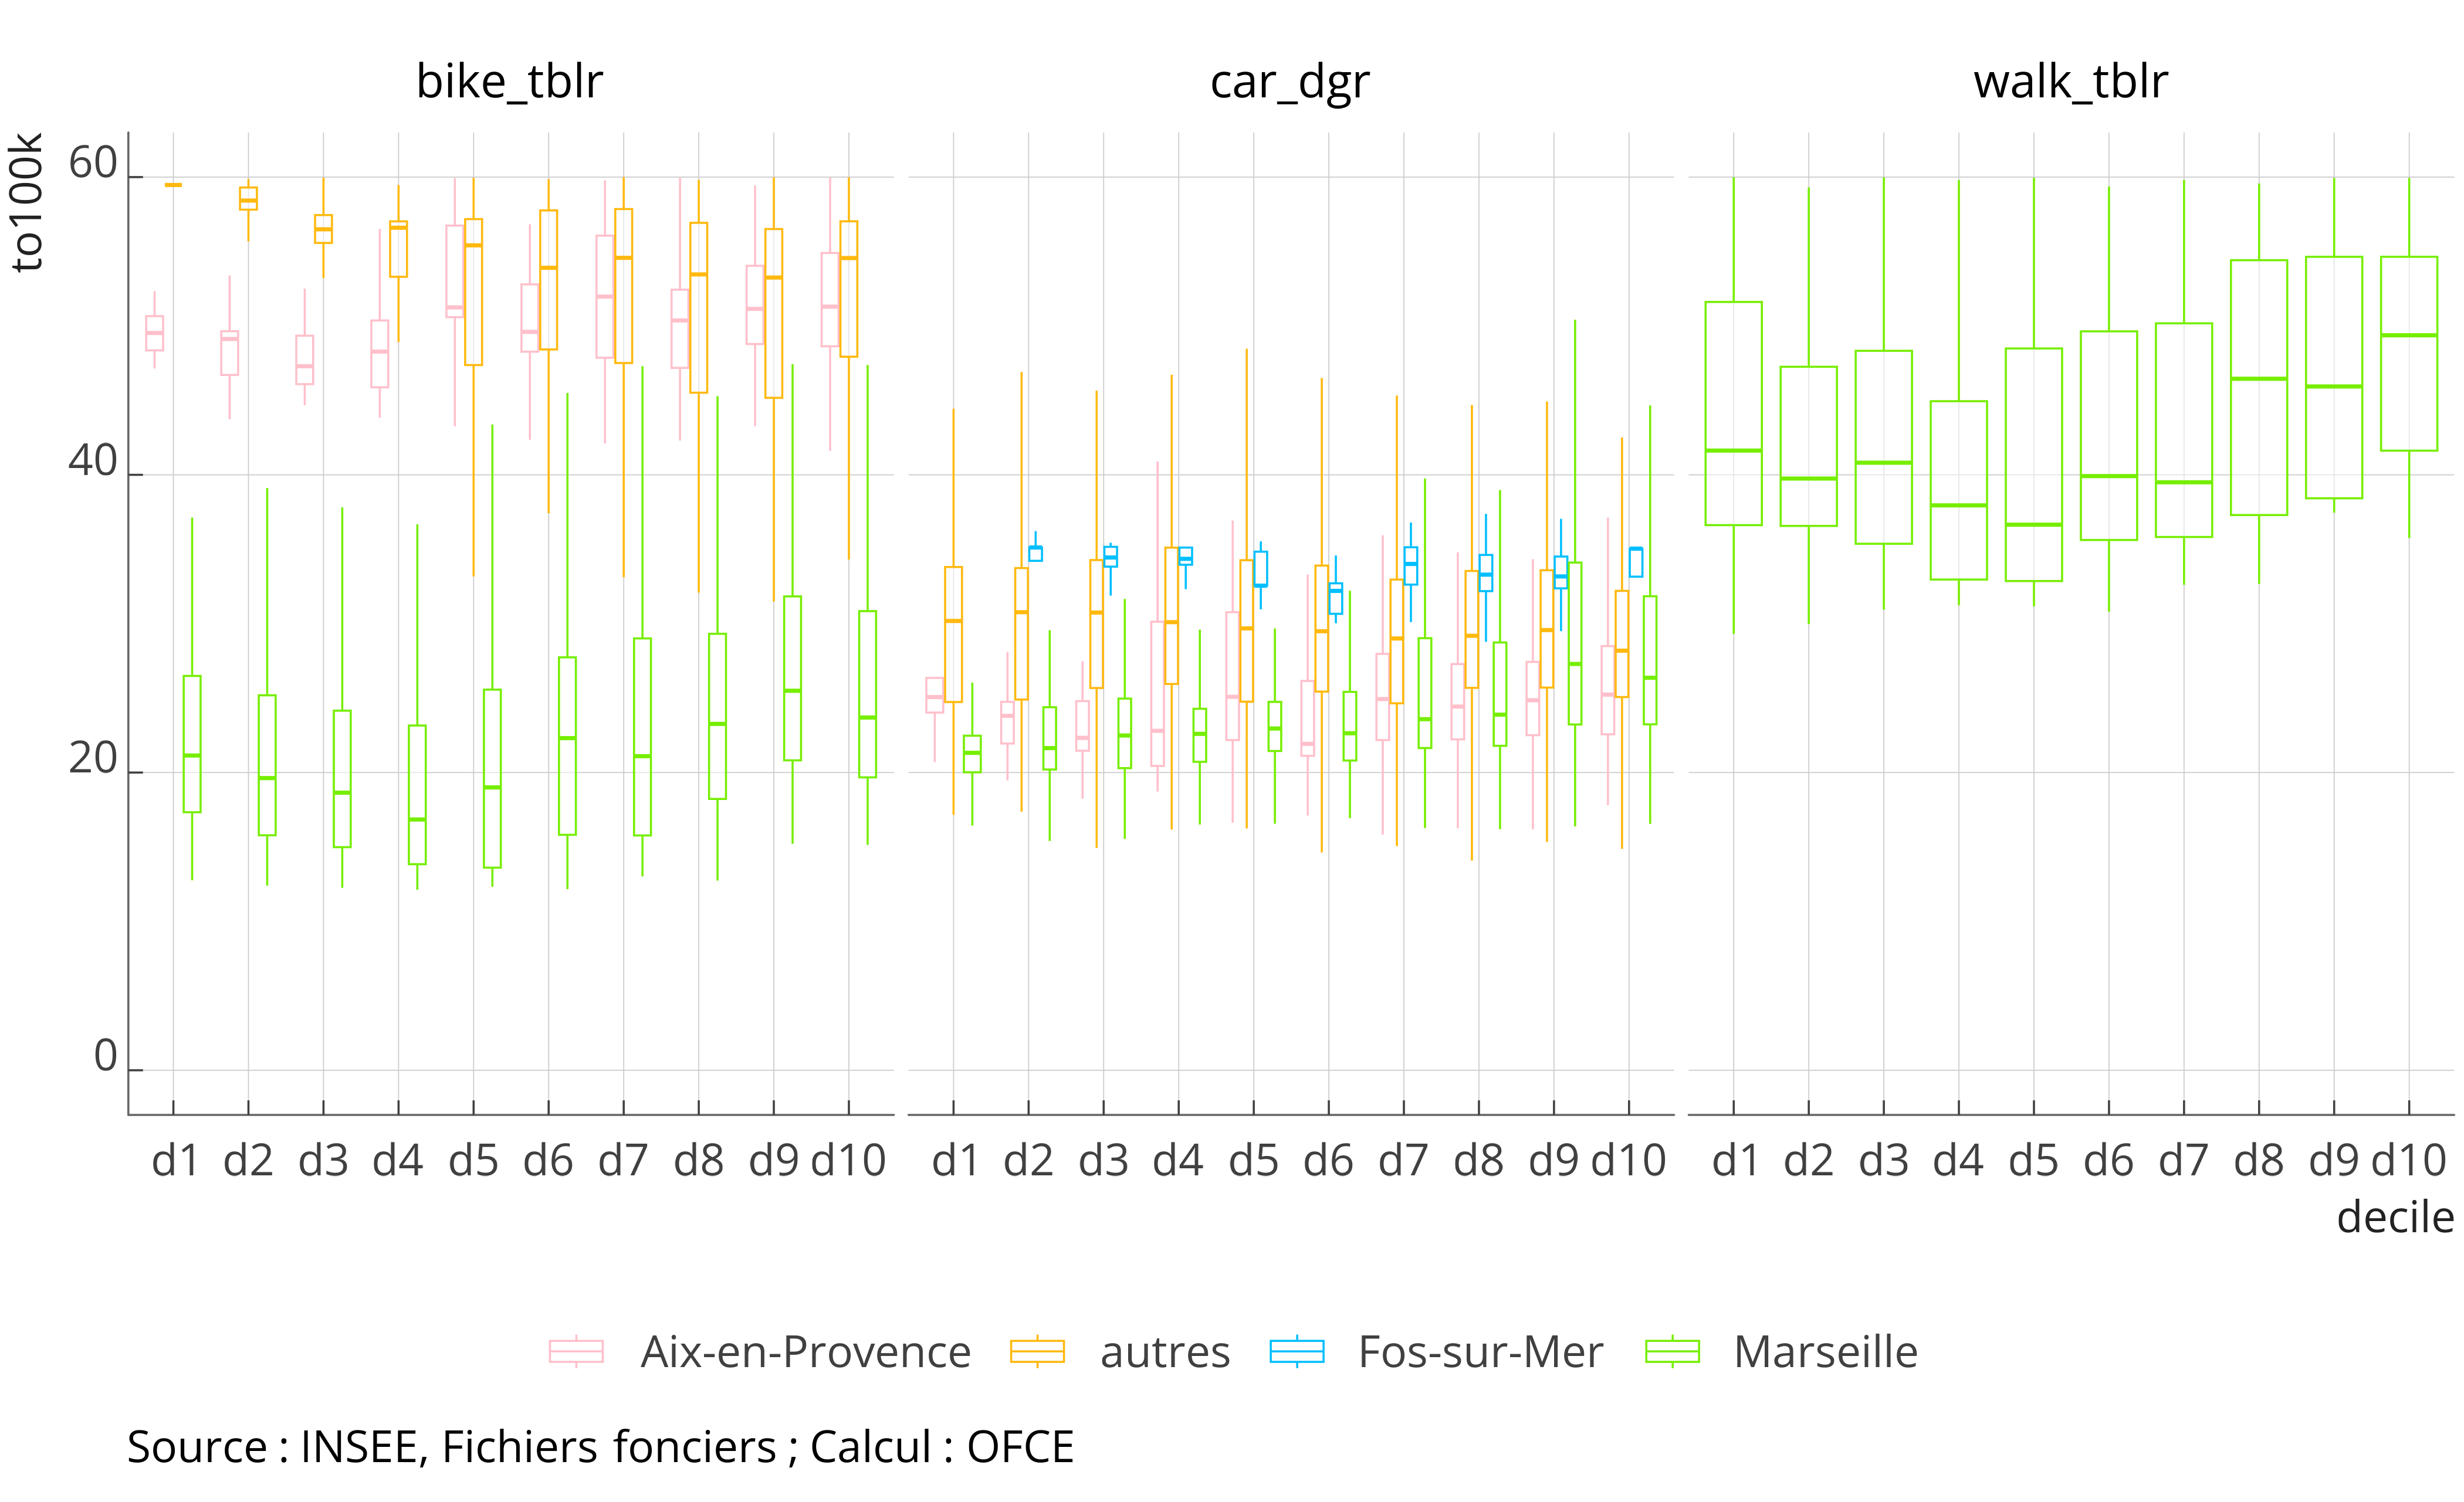 bike_tblr car_dgr walk_tblr
to100k
60
40
20
0
d1 d2 d3 d4 d5 d6 d7 d8 d9 d10 d1 d2 d3 d4 d5 d6 d7 d8 d9 d10 d1 d2 d3 d4 d5 d6 d7 d8 d9 d10
decile
Aix-en-Provence autres Fos-sur-Mer Marseille
Source : INSEE, Fichiers fonciers ; Calcul : OFCE